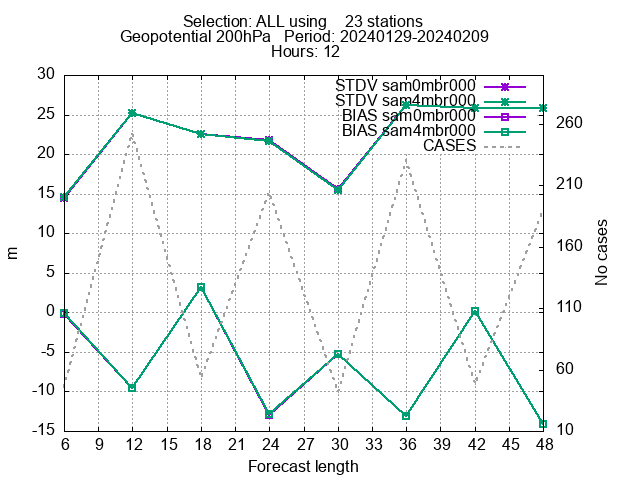 Selection: ALL using    23 stations
Geopotential 200hPa   Period: 20240129-20240209
Hours: 12
STDV sam0mbr000
STDV sam4mbr000
BIAS sam0mbr000
BIAS sam4mbr000
CASES
30
25
20
15
10
5
0
-5
-10
-15
m
260
210
160
110
60
10
No cases
6 9 12 15 18 21 24 27 30 33 36 39 42 45 48
Forecast length